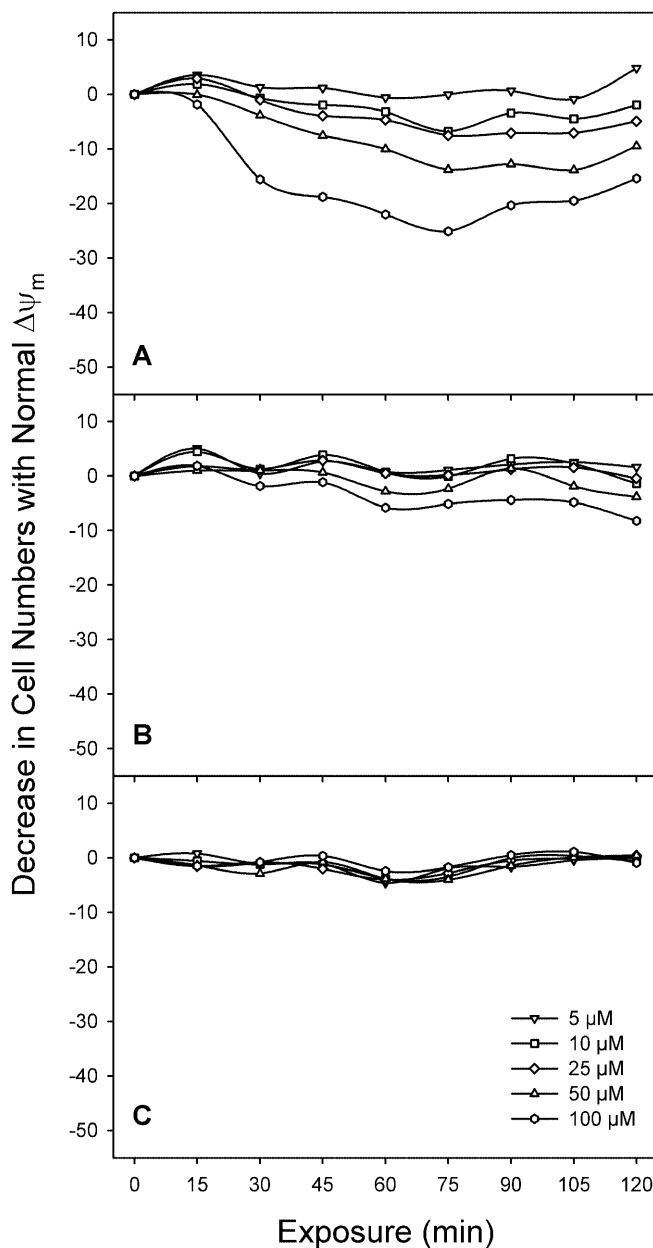 Decrease in Cell Numbers with Normal Δψm
10
0
-10
-20
-30
-40
-50
A
10
0
-10
-20
-30
-40
-50
B
10
0
-10
-20
-30
-40
-50
C
5 µM
10 µM
25 µM
50 µM
100 µM
0 15 30 45 60 75 90 105 120
Exposure (min)